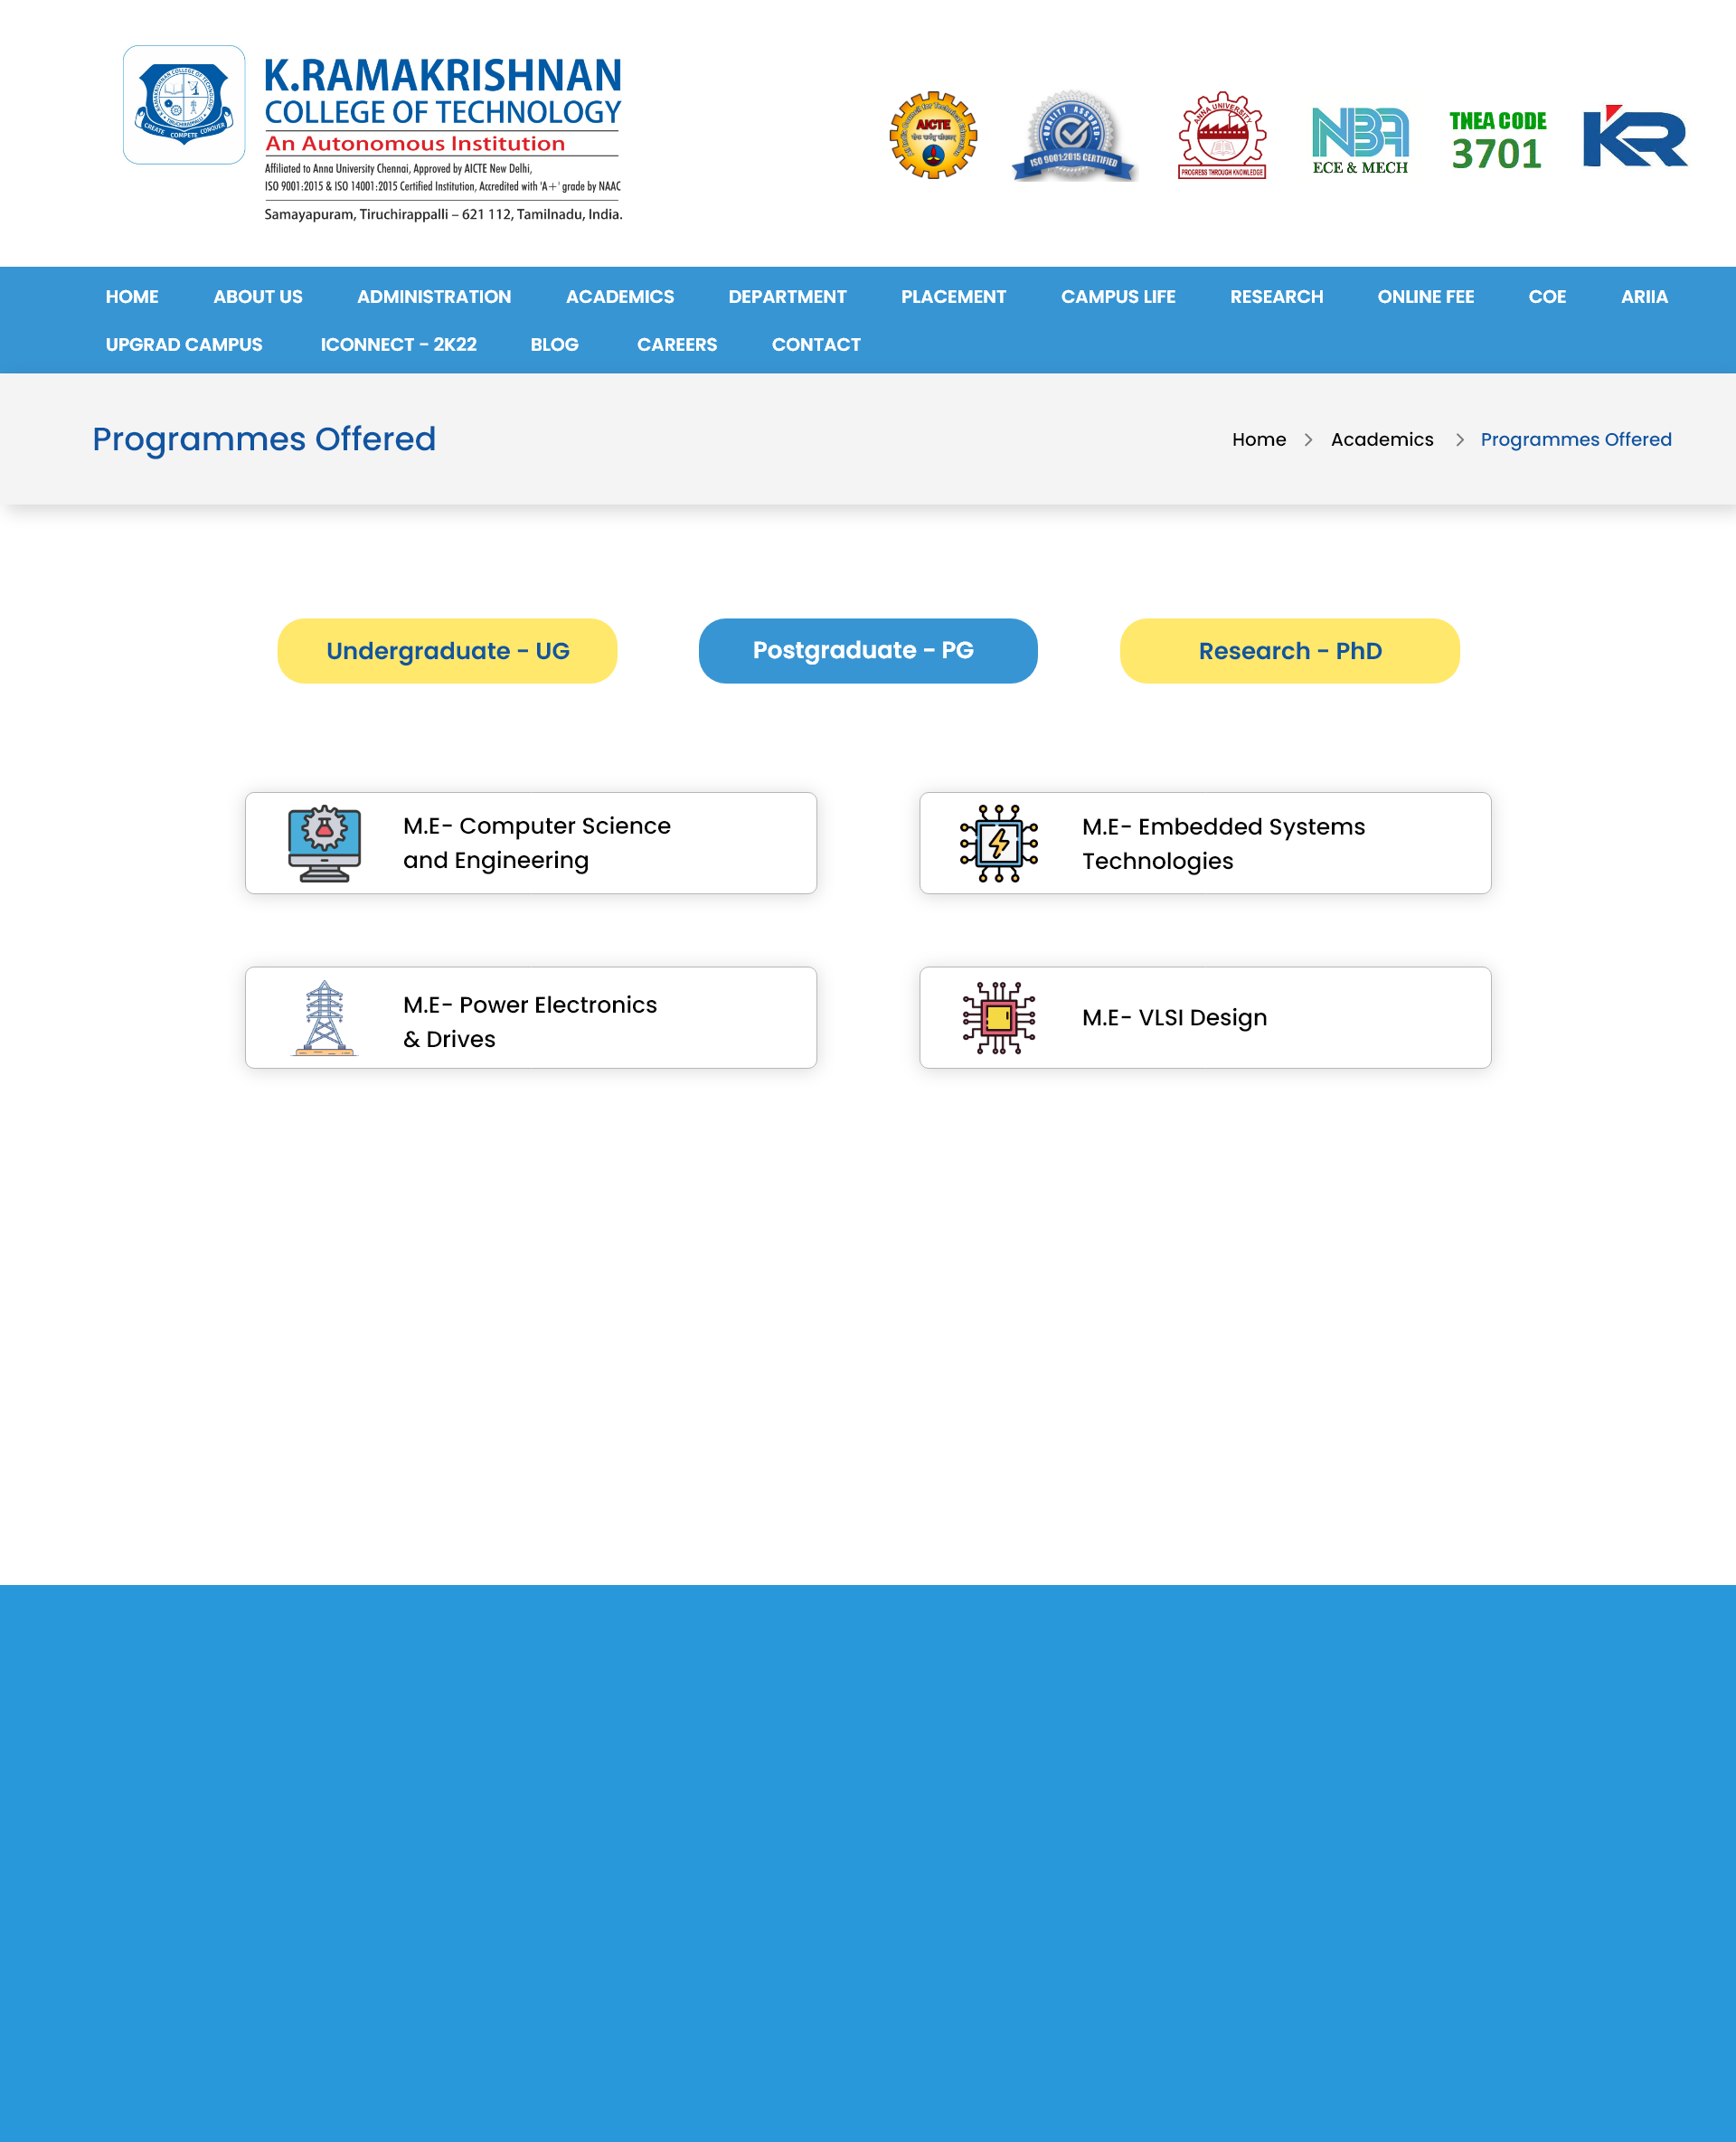 K.RAMAKRISHNAN
COLLEGE OF TECHNOLOGY
An Autonomous Institution
Affiliated to Anna University Chennai, Approved by AICTE New Delhi,
ISO 9001:2015 & ISO 14001:2015 Certified Institution, Accredited with 'A+' grade by NAAC
Samayapuram, Tiruchirappalli – 621 112, Tamilnadu, India.
CREATE COMPETE CONQUER
AICTE
QUALITY ASSURED
ISO 9001:2015 CERTIFIED
ANNA UNIVERSITY
PROGRESS THROUGH KNOWLEDGE
NBA
ECE & MECH
TNEA CODE
3701
KR
HOME ABOUT US ADMINISTRATION ACADEMICS DEPARTMENT PLACEMENT CAMPUS LIFE RESEARCH ONLINE FEE COE ARIIA
UPGRAD CAMPUS ICONNECT - 2K22 BLOG CAREERS CONTACT
Programmes Offered
Home > Academics > Programmes Offered
Undergraduate - UG
Postgraduate - PG
Research - PhD
M.E- Computer Science
and Engineering
M.E- Embedded Systems
Technologies
M.E- Power Electronics
& Drives
M.E- VLSI Design